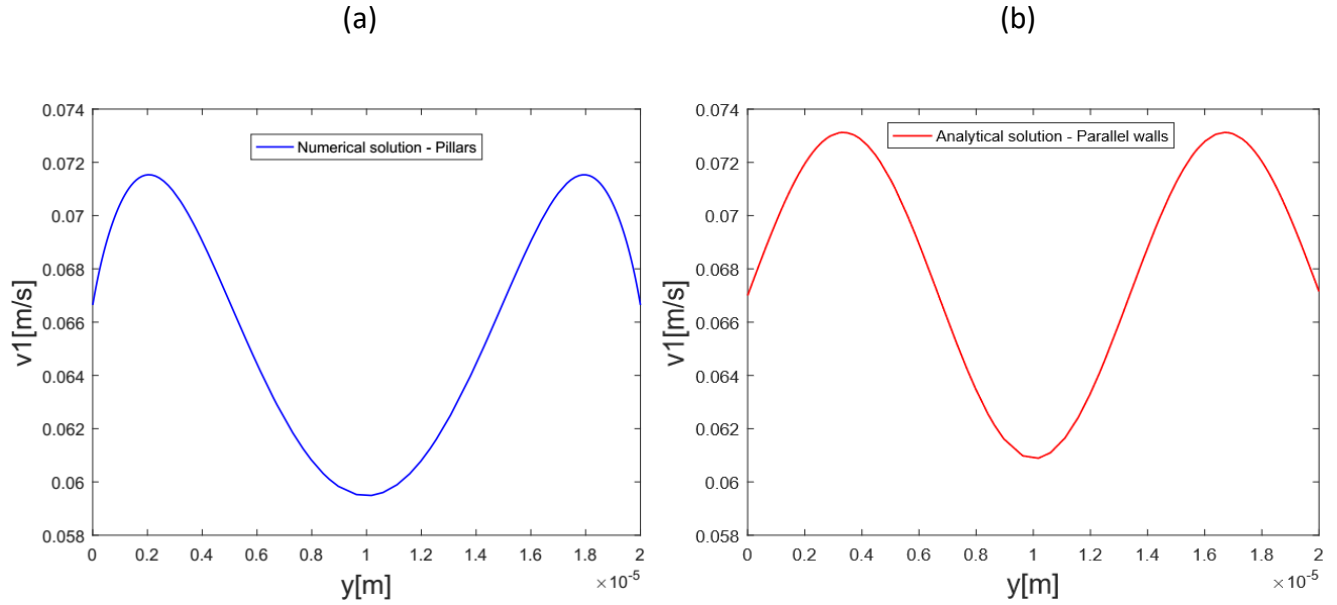 (a)
(b)
0.074
0.072
0.07
0.068
0.066
0.064
0.062
0.06
0.058
v1[m/s]
Numerical solution - Pillars
0 0.2 0.4 0.6 0.8 1 1.2 1.4 1.6 1.8 2
y[m]
×10-5
0.074
0.072
0.07
0.068
0.066
0.064
0.062
0.06
0.058
v1[m/s]
Analytical solution - Parallel walls
0 0.2 0.4 0.6 0.8 1 1.2 1.4 1.6 1.8 2
y[m]
×10-5